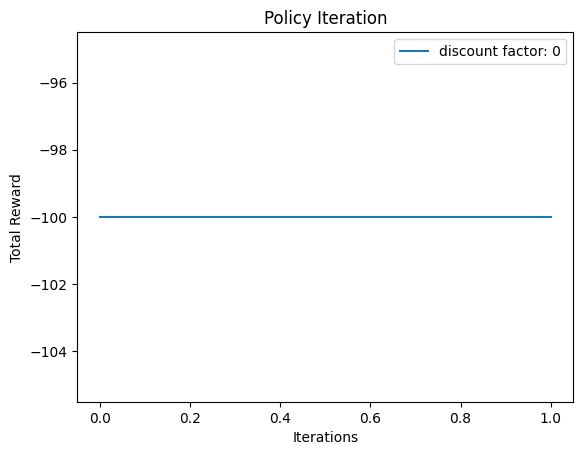 Policy Iteration
discount factor: 0
−96
−98
−100
−102
−104
Total Reward
0.0 0.2 0.4 0.6 0.8 1.0
Iterations